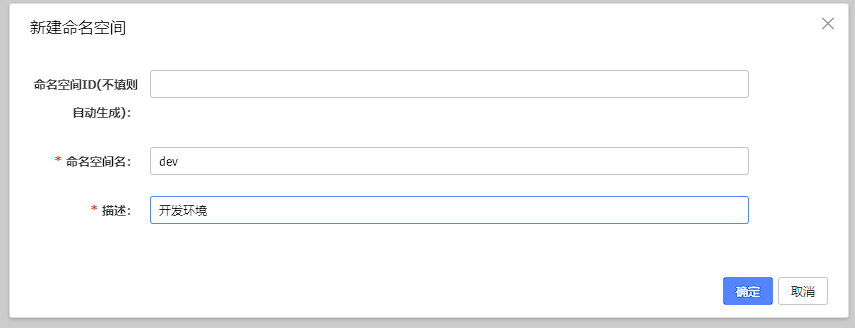 新建命名空间
命名空间ID(不填则
自动生成):
* 命名空间名: dev
* 描述: 开发环境
确定 取消